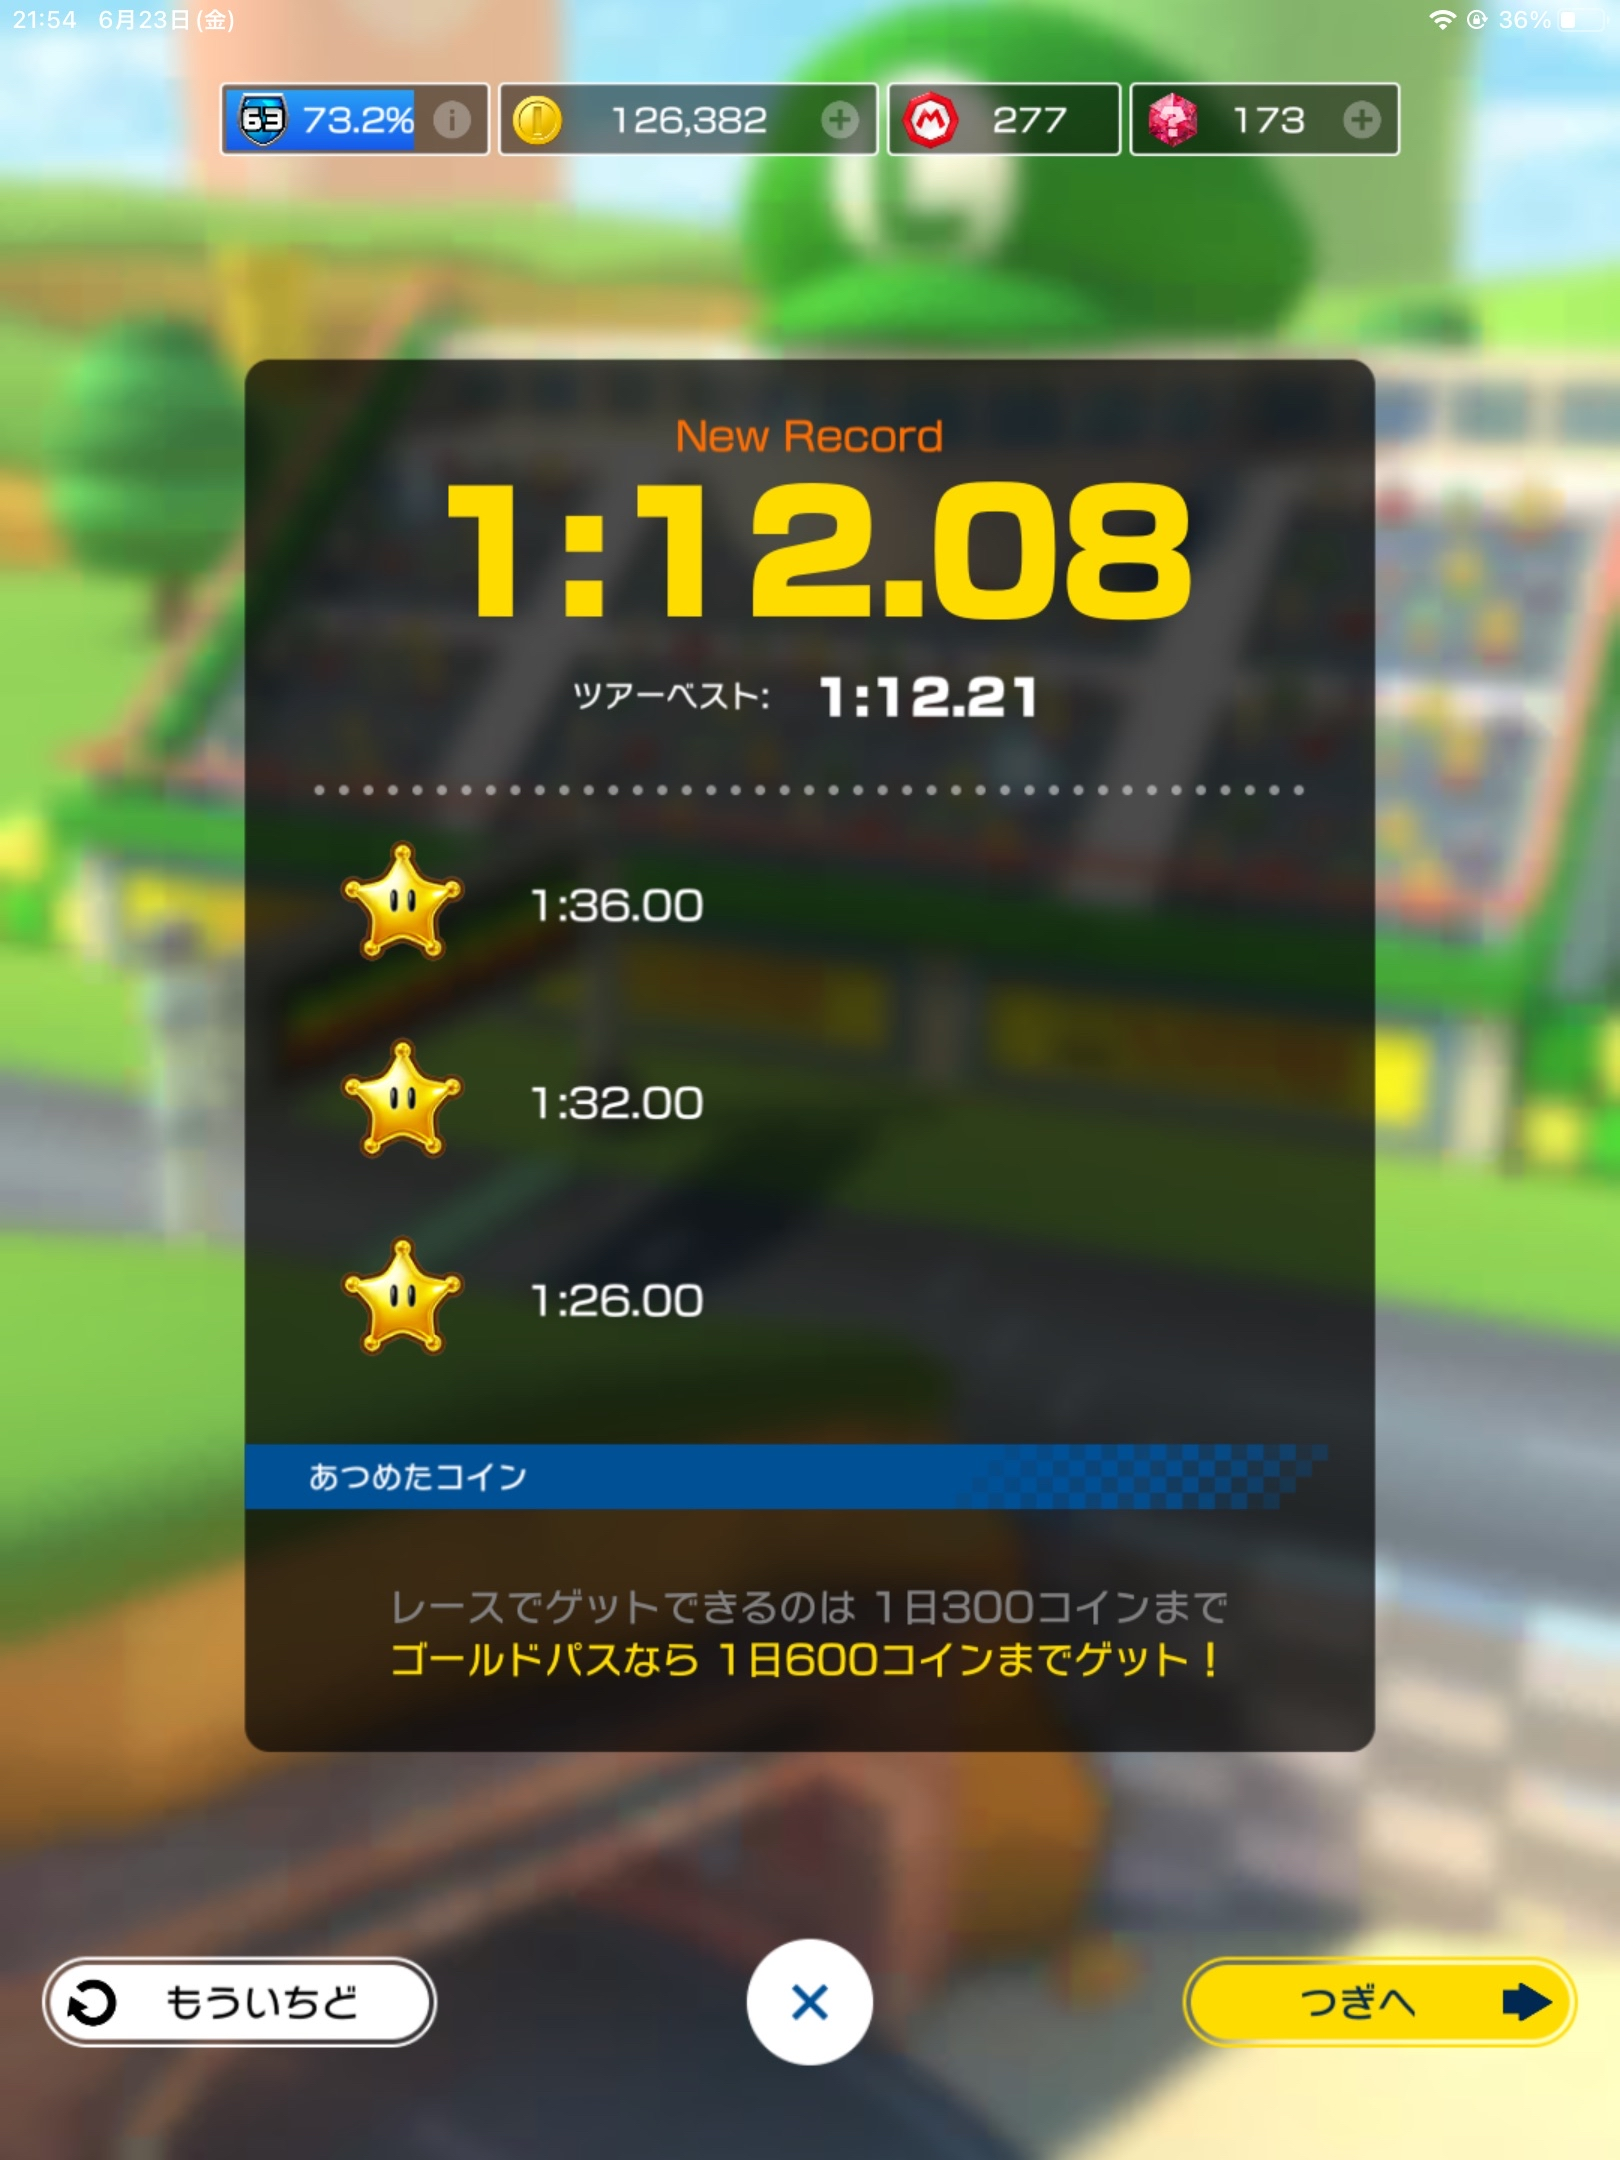 21:54 6月23日(金)
36%
63 73.2% i 126,382 + M 277 ? 173 +
L
New Record
1:12.08
ツアーベスト: 1:12.21
1:36.00
1:32.00
1:26.00
あつめたコイン
レースでゲットできるのは 1日300コインまで
ゴールドパスなら 1日600コインまでゲット！
もういちど
つぎへ